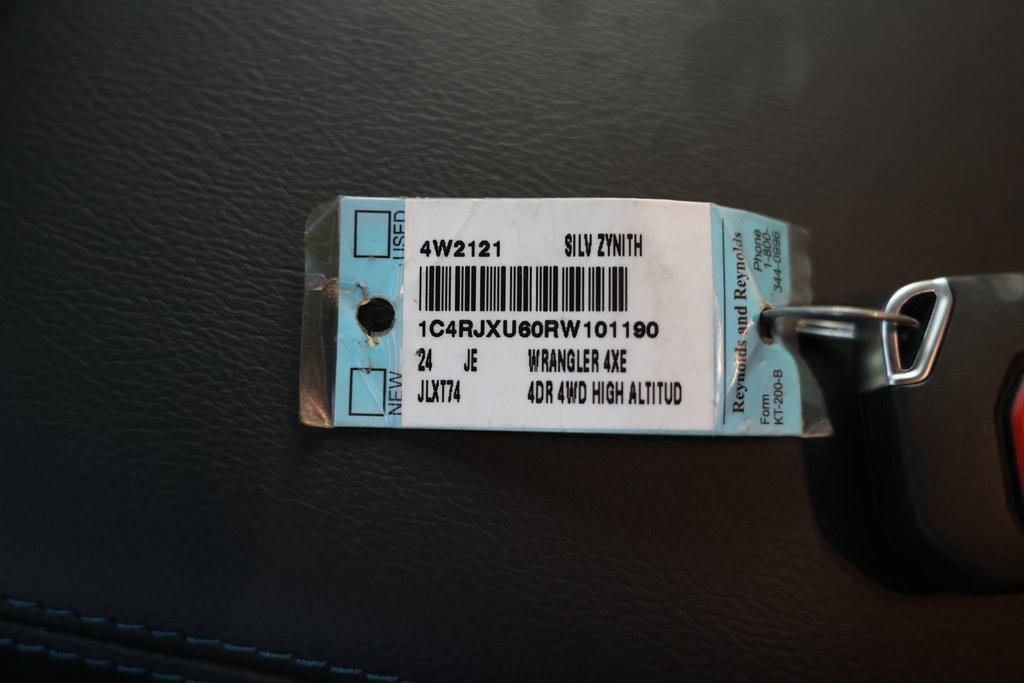 USED
NEW
4W2121 SILV ZYNITH
1C4RJXU60RW101190
24 JE WRANGLER 4XE
JLXT74 4DR 4WD HIGH ALTITUD
Reynolds and Reynolds
Phone
1-800-
344-0996
Form
KT-200-B